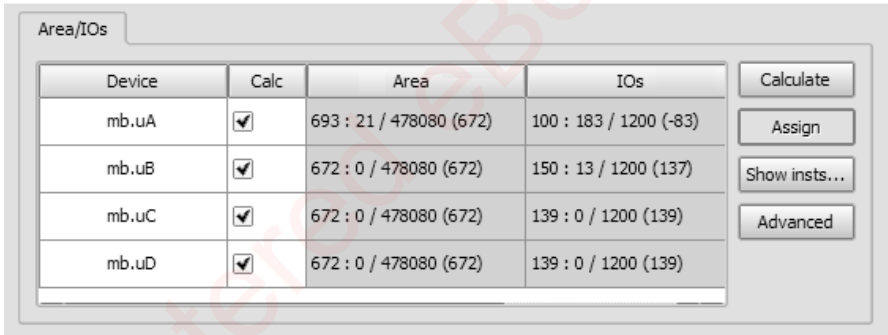 Area/IOs
Device Calc Area IOs
mb.uA 693 : 21 / 478080 (672) 100 : 183 / 1200 (-83)
mb.uB 672 : 0 / 478080 (672) 150 : 13 / 1200 (137)
mb.uC 672 : 0 / 478080 (672) 139 : 0 / 1200 (139)
mb.uD 672 : 0 / 478080 (672) 139 : 0 / 1200 (139)
Calculate
Assign
Show insts...
Advanced